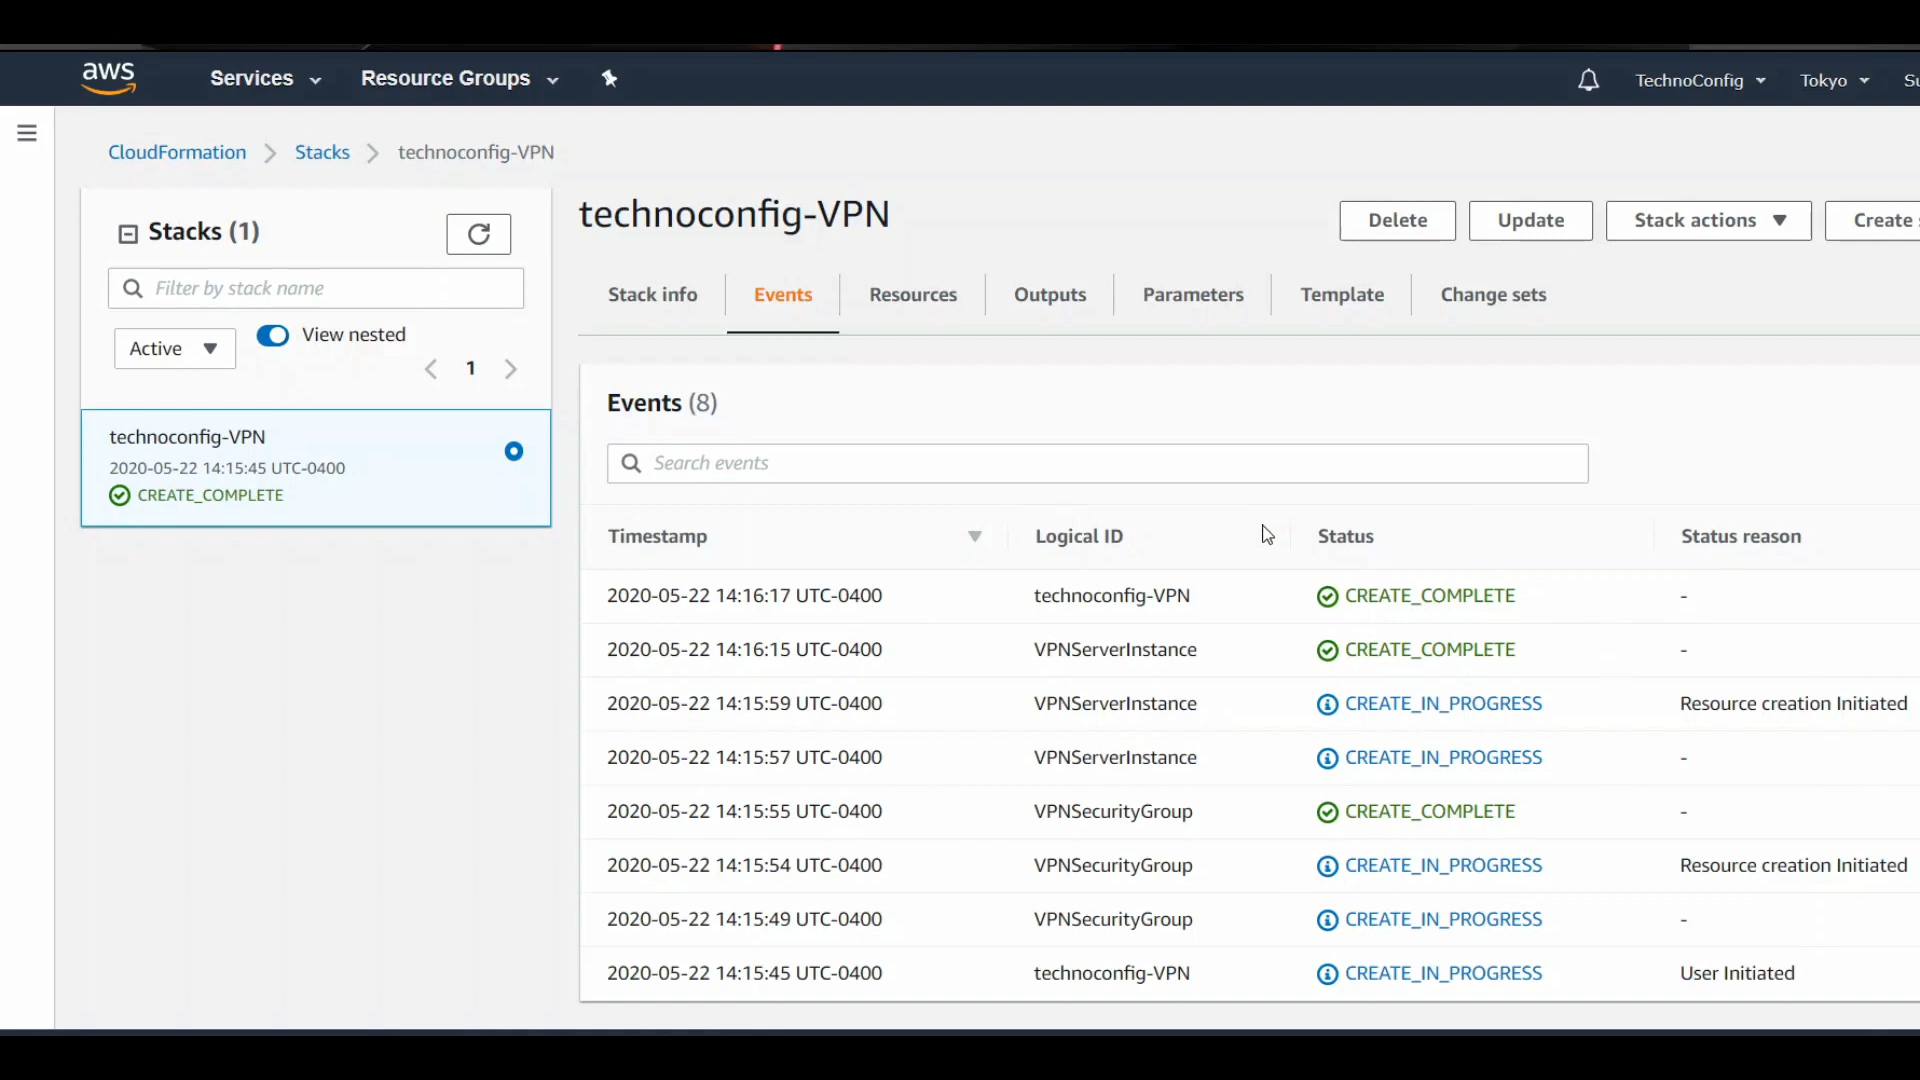 aws Services Resource Groups TechnoConfig Tokyo Su
CloudFormation Stacks technoconfig-VPN
Stacks (1)
Filter by stack name
Active View nested
1
technoconfig-VPN
2020-05-22 14:15:45 UTC-0400
CREATE_COMPLETE
technoconfig-VPN
Delete Update Stack actions Create
Stack info Events Resources Outputs Parameters Template Change sets
Events (8)
Search events
Timestamp Logical ID Status Status reason
2020-05-22 14:16:17 UTC-0400 technoconfig-VPN CREATE_COMPLETE -
2020-05-22 14:16:15 UTC-0400 VPNServerInstance CREATE_COMPLETE -
2020-05-22 14:15:59 UTC-0400 VPNServerInstance CREATE_IN_PROGRESS Resource creation Initiated
2020-05-22 14:15:57 UTC-0400 VPNServerInstance CREATE_IN_PROGRESS -
2020-05-22 14:15:55 UTC-0400 VPNSecurityGroup CREATE_COMPLETE -
2020-05-22 14:15:54 UTC-0400 VPNSecurityGroup CREATE_IN_PROGRESS Resource creation Initiated
2020-05-22 14:15:49 UTC-0400 VPNSecurityGroup CREATE_IN_PROGRESS -
2020-05-22 14:15:45 UTC-0400 technoconfig-VPN CREATE_IN_PROGRESS User Initiated